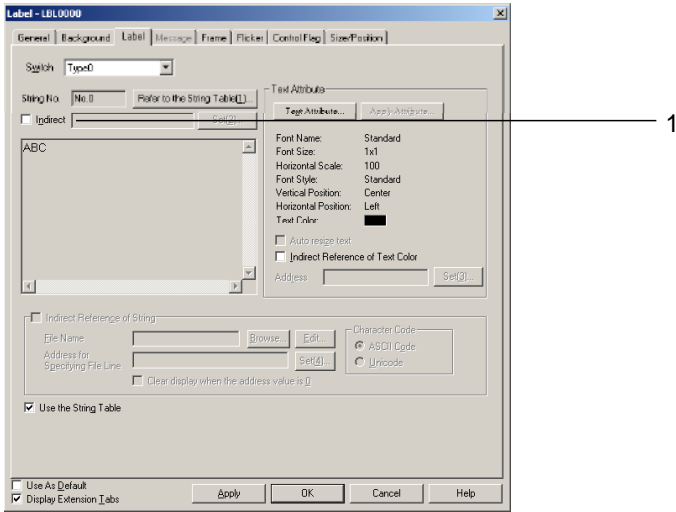 Label - LBL0000
General Background Label Message Frame Flicker Control Flag Size/Position
Switch Type0
String No. No.0 Refer to the String Table(1)...
Indirect Set(2)...
ABC
Text Attribute
Text Attribute... Apply Attribute...
Font Name: Standard
Font Size: 1x1
Horizontal Scale: 100
Font Style: Standard
Vertical Position: Center
Horizontal Position: Left
Text Color:
Auto resize text
Indirect Reference of Text Color
Address Set(3)...
1
Indirect Reference of String
File Name Browse... Edit...
Address for
Specifying File Line Set(4)...
Clear display when the address value is 0
Character Code
ASCII Code
Unicode
Use the String Table
Use As Default
Display Extension Tabs
Apply OK Cancel Help